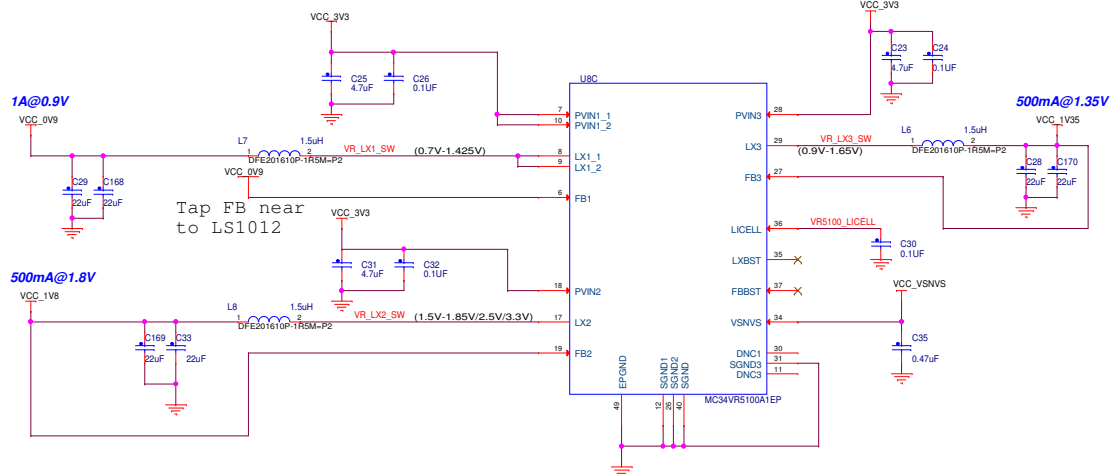 VCC_3V3
C25
4.7uF
C26
0.1UF
VCC_3V3
C23
4.7uF
C24
0.1UF
U8C
1A@0.9V
VCC_0V9
L7
1.5uH
1
2
DFE201610P-1R5M=P2
VR_LX1_SW
(0.7V-1.425V)
C29
22uF
C168
22uF
VCC_0V9
Tap FB near
to LS1012
7
PVIN1_1
10
PVIN1_2
8
LX1_1
9
LX1_2
6
FB1
28
PVIN3
29
LX3
27
FB3
VR_LX3_SW
(0.9V-1.65V)
L6
1.5uH
1
2
DFE201610P-1R5M=P2
500mA@1.35V
VCC_1V35
C28
22uF
C170
22uF
36
LICELL
VR5100_LICELL
C30
0.1UF
35
LXBST
37
FBBST
34
VSNVS
VCC_VSNVS
C35
0.47uF
VCC_3V3
C31
4.7uF
C32
0.1UF
500mA@1.8V
VCC_1V8
L8
1.5uH
1
2
DFE201610P-1R5M=P2
VR_LX2_SW
(1.5V-1.85V/2.5V/3.3V)
C169
22uF
C33
22uF
18
PVIN2
17
LX2
19
FB2
30
DNC1
31
SGND3
11
DNC3
EPGND
SGND1
SGND2
SGND
49
12
26
40
MC34VR5100A1EP